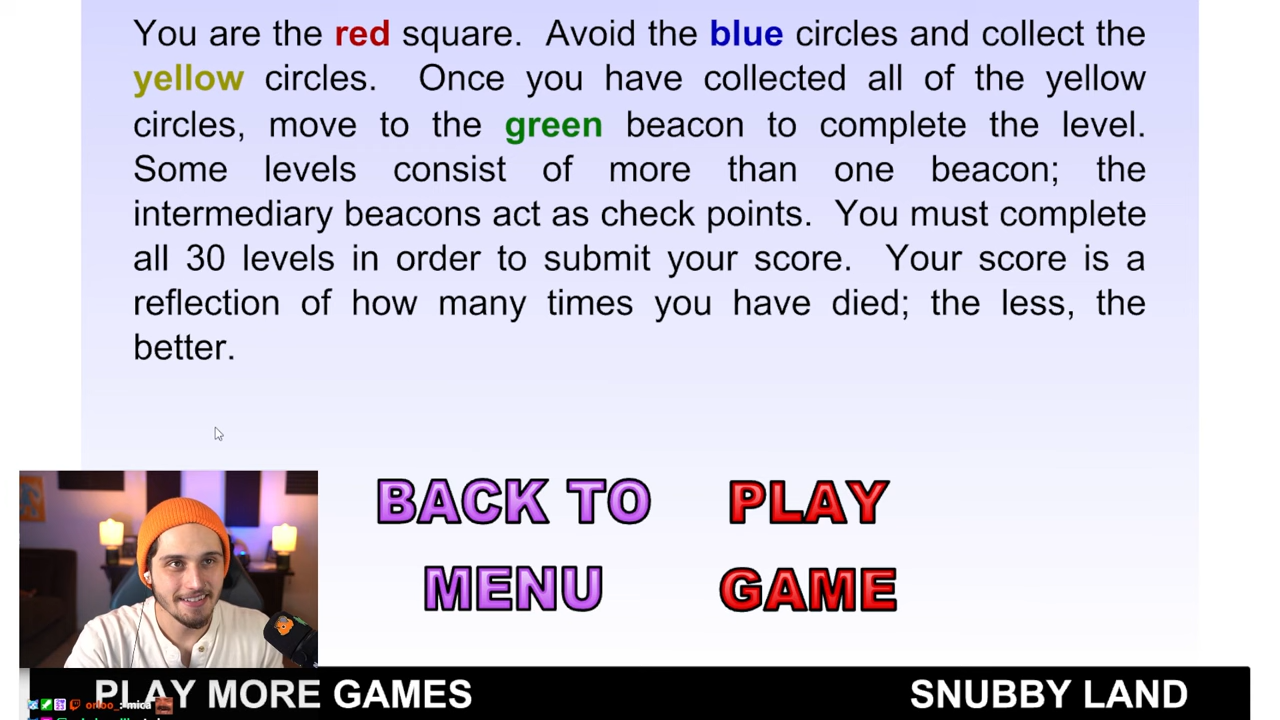 You are the red square. Avoid the blue circles and collect the
yellow circles. Once you have collected all of the yellow
circles, move to the green beacon to complete the level.
Some levels consist of more than one beacon; the
intermediary beacons act as check points. You must complete
all 30 levels in order to submit your score. Your score is a
reflection of how many times you have died; the less, the
better.
BACK TO
MENU
PLAY
GAME
PLAY MORE GAMES
SNUBBY LAND